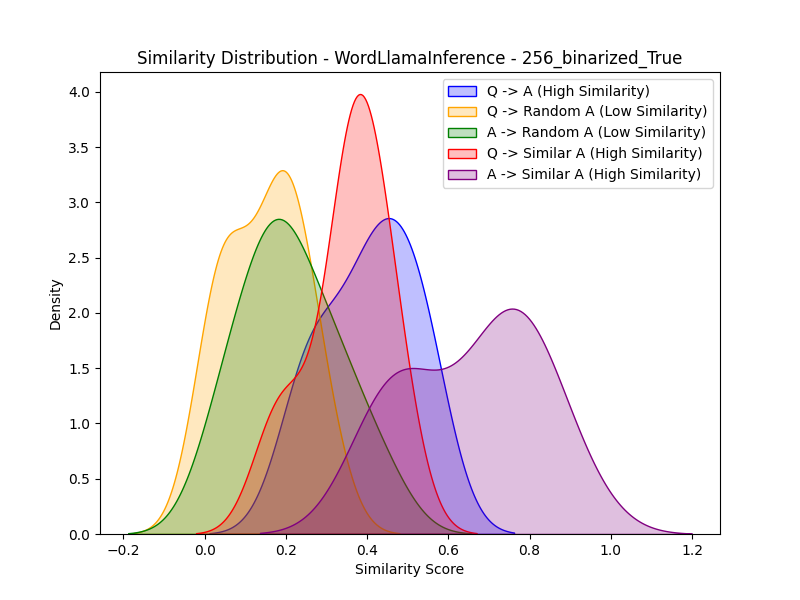 Similarity Distribution - WordLlamaInference - 256_binarized_True
Q -> A (High Similarity)
Q -> Random A (Low Similarity)
A -> Random A (Low Similarity)
Q -> Similar A (High Similarity)
A -> Similar A (High Similarity)
4.0
3.5
3.0
2.5
2.0
1.5
1.0
0.5
0.0
Density
−0.2 0.0 0.2 0.4 0.6 0.8 1.0 1.2
Similarity Score